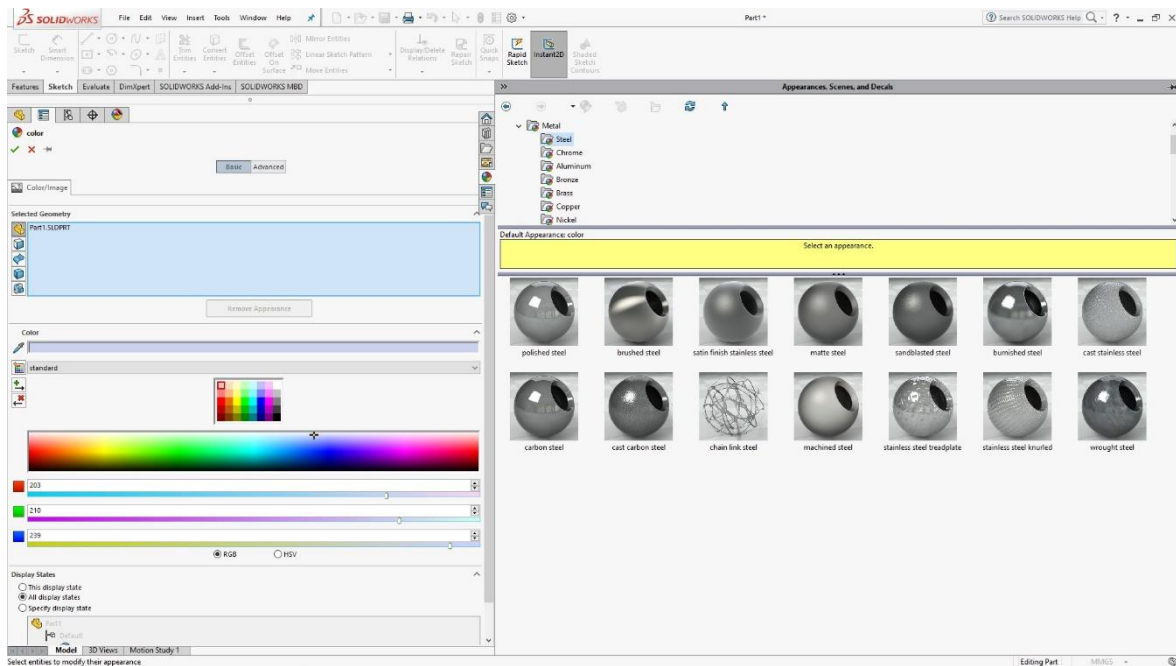 SOLIDWORKS File Edit View Insert Tools Window Help Part1 * Search SOLIDWORKS Help
Sketch Smart Dimension Trim Entities Convert Entities Offset Entities Offset On Surface Mirror Entities Linear Sketch Pattern Move Entities Display/Delete Relations Repair Sketch Quick Snaps Rapid Sketch Instant2D Shaded Sketch Contours
Features Sketch Evaluate DimXpert SOLIDWORKS Add-Ins SOLIDWORKS MBD
Appearances, Scenes, and Decals
color
Basic Advanced
Color/Image
Selected Geometry
Part1.SLDPRT
Remove Appearance
Color
standard
203
210
239
RGB HSV
Display States
This display state
All display states
Specify display state
Part1
Default
Metal
Steel
Chrome
Aluminum
Bronze
Brass
Copper
Nickel
Default Appearance: color
Select an appearance.
polished steel brushed steel satin finish stainless steel matte steel sandblasted steel burnished steel cast stainless steel
carbon steel cast carbon steel chain link steel machined steel stainless steel treadplate stainless steel knurled wrought steel
Model 3D Views Motion Study 1
Select entities to modify their appearance Editing Part MMGS